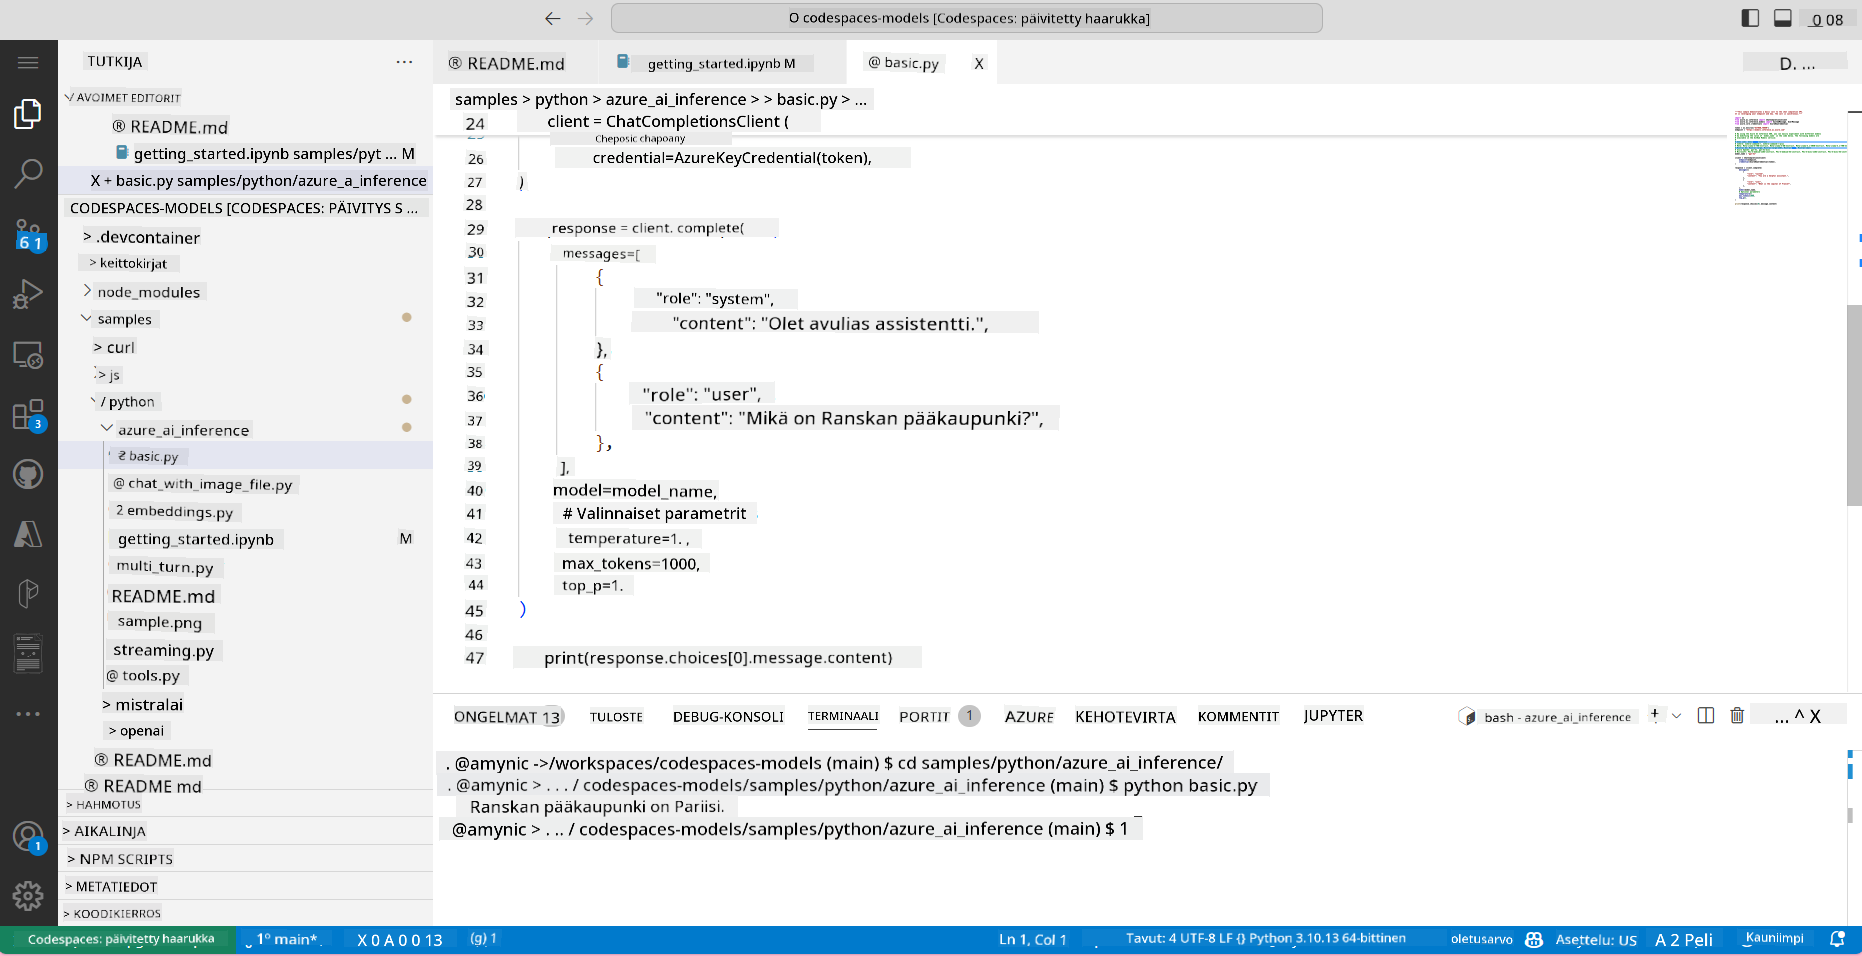 O codespaces-models [Codespaces: päivitetty haarukka]
0 08
TUTKIJA
...
AVOIMET EDITORIT
® README.md
getting_started.ipynb samples/pyt ... M
X + basic.py samples/python/azure_a_inference
CODESPACES-MODELS [CODESPACES: PÄIVITYS S ...
> .devcontainer
> keittokirjat
node_modules
samples
> curl
> js
/ python
azure_ai_inference
basic.py
@ chat_with_image_file.py
2 embeddings.py
getting_started.ipynb M
multi_turn.py
README.md
sample.png
streaming.py
@ tools.py
> mistralai
> openai
® README.md
® README md
> HAHMOTUS
> AIKALINJA
> NPM SCRIPTS
> METATIEDOT
> KOODIKIERROS
61
3
1
® README.md
getting_started.ipynb M
@ basic.py X
D. ...
samples > python > azure_ai_inference > > basic.py > ...
24 client = ChatCompletionsClient (
Cheposic chapoany
26 credential=AzureKeyCredential(token),
27 )
28
29 response = client. complete(
30 messages=[
31 {
32 "role": "system",
33 "content": "Olet avulias assistentti.",
34 },
35 {
36 "role": "user",
37 "content": "Mikä on Ranskan pääkaupunki?",
38 },
39 ],
40 model=model_name,
41 # Valinnaiset parametrit
42 temperature=1. ,
43 max_tokens=1000,
44 top_p=1.
45 )
46
47 print(response.choices[0].message.content)
ONGELMAT 13 TULOSTE DEBUG-KONSOLI TERMINAALI PORTIT 1 AZURE KEHOTEVIRTA KOMMENTIT JUPYTER
bash - azure_ai_inference + ... ^ X
. @amynic ->/workspaces/codespaces-models (main) $ cd samples/python/azure_ai_inference/
. @amynic > . . . / codespaces-models/samples/python/azure_ai_inference (main) $ python basic.py
Ranskan pääkaupunki on Pariisi.
@amynic > . .. / codespaces-models/samples/python/azure_ai_inference (main) $ 1
Codespaces: päivitetty haarukka 1º main*. X 0 A 0 0 13 (g) 1 Ln 1, Col 1 Tavut: 4 UTF-8 LF {} Python 3.10.13 64-bittinen oletusarvo Asettelu: US A 2 Peli Kauniimpi